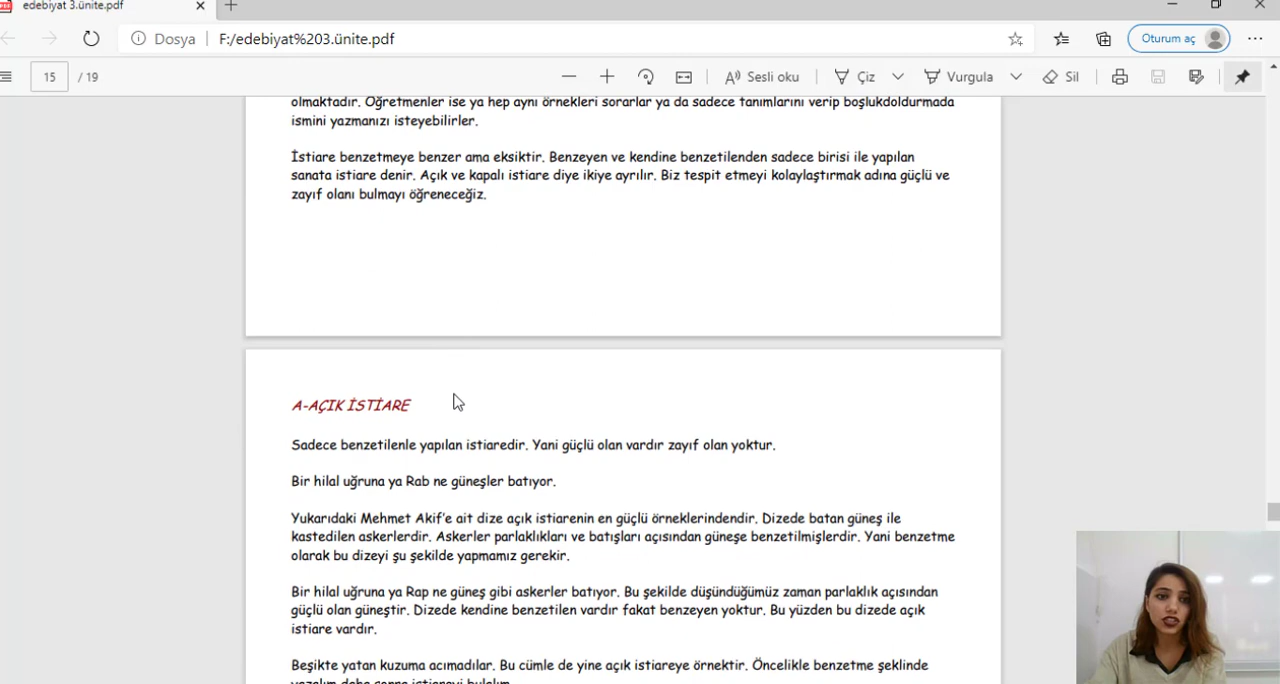 edebiyat 3.ünite.pdf
Dosya F:/edebiyat%203.ünite.pdf Oturum aç
15 / 19 Sesli oku Çiz Vurgula Sil
olmaktadır. Öğretmenler ise ya hep aynı örnekleri sorarlar ya da sadece tanımlarını verip boşlukdoldurmada
ismini yazmanızı isteyebilirler.
İstiare benzetmeye benzer ama eksiktir. Benzeyen ve kendine benzetilenden sadece birisi ile yapılan
sanata istiare denir. Açık ve kapalı istiare diye ikiye ayrılır. Biz tespit etmeyi kolaylaştırmak adına güçlü ve
zayıf olanı bulmayı öğreneceğiz.
A-AÇIK İSTİARE
Sadece benzetilenle yapılan istiaredir. Yani güçlü olan vardır zayıf olan yoktur.
Bir hilal uğruna ya Rab ne güneşler batıyor.
Yukarıdaki Mehmet Akif'e ait dize açık istiarenin en güçlü örneklerindendir. Dizede batan güneş ile
kastedilen askerlerdir. Askerler parlaklıkları ve batışları açısından güneşe benzetilmişlerdir. Yani benzetme
olarak bu dizeyi şu şekilde yapmamız gerekir.
Bir hilal uğruna ya Rap ne güneş gibi askerler batıyor. Bu şekilde düşündüğümüz zaman parlaklık açısından
güçlü olan güneştir. Dizede kendine benzetilen vardır fakat benzeyen yoktur. Bu yüzden bu dizede açık
istiare vardır.
Beşikte yatan kuzuma acımadılar. Bu cümle de yine açık istiareye örnektir. Öncelikle benzetme şeklinde
yazalım daha sonra istiareyi bulalım.